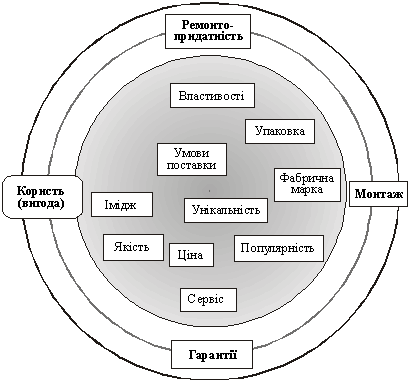 Ремонто-
придатність
Властивості
Упаковка
Умови
поставки
Фабрична
марка
Користь
(вигода)
Монтаж
Імідж
Унікальність
Якість
Ціна
Популярність
Сервіс
Гарантії